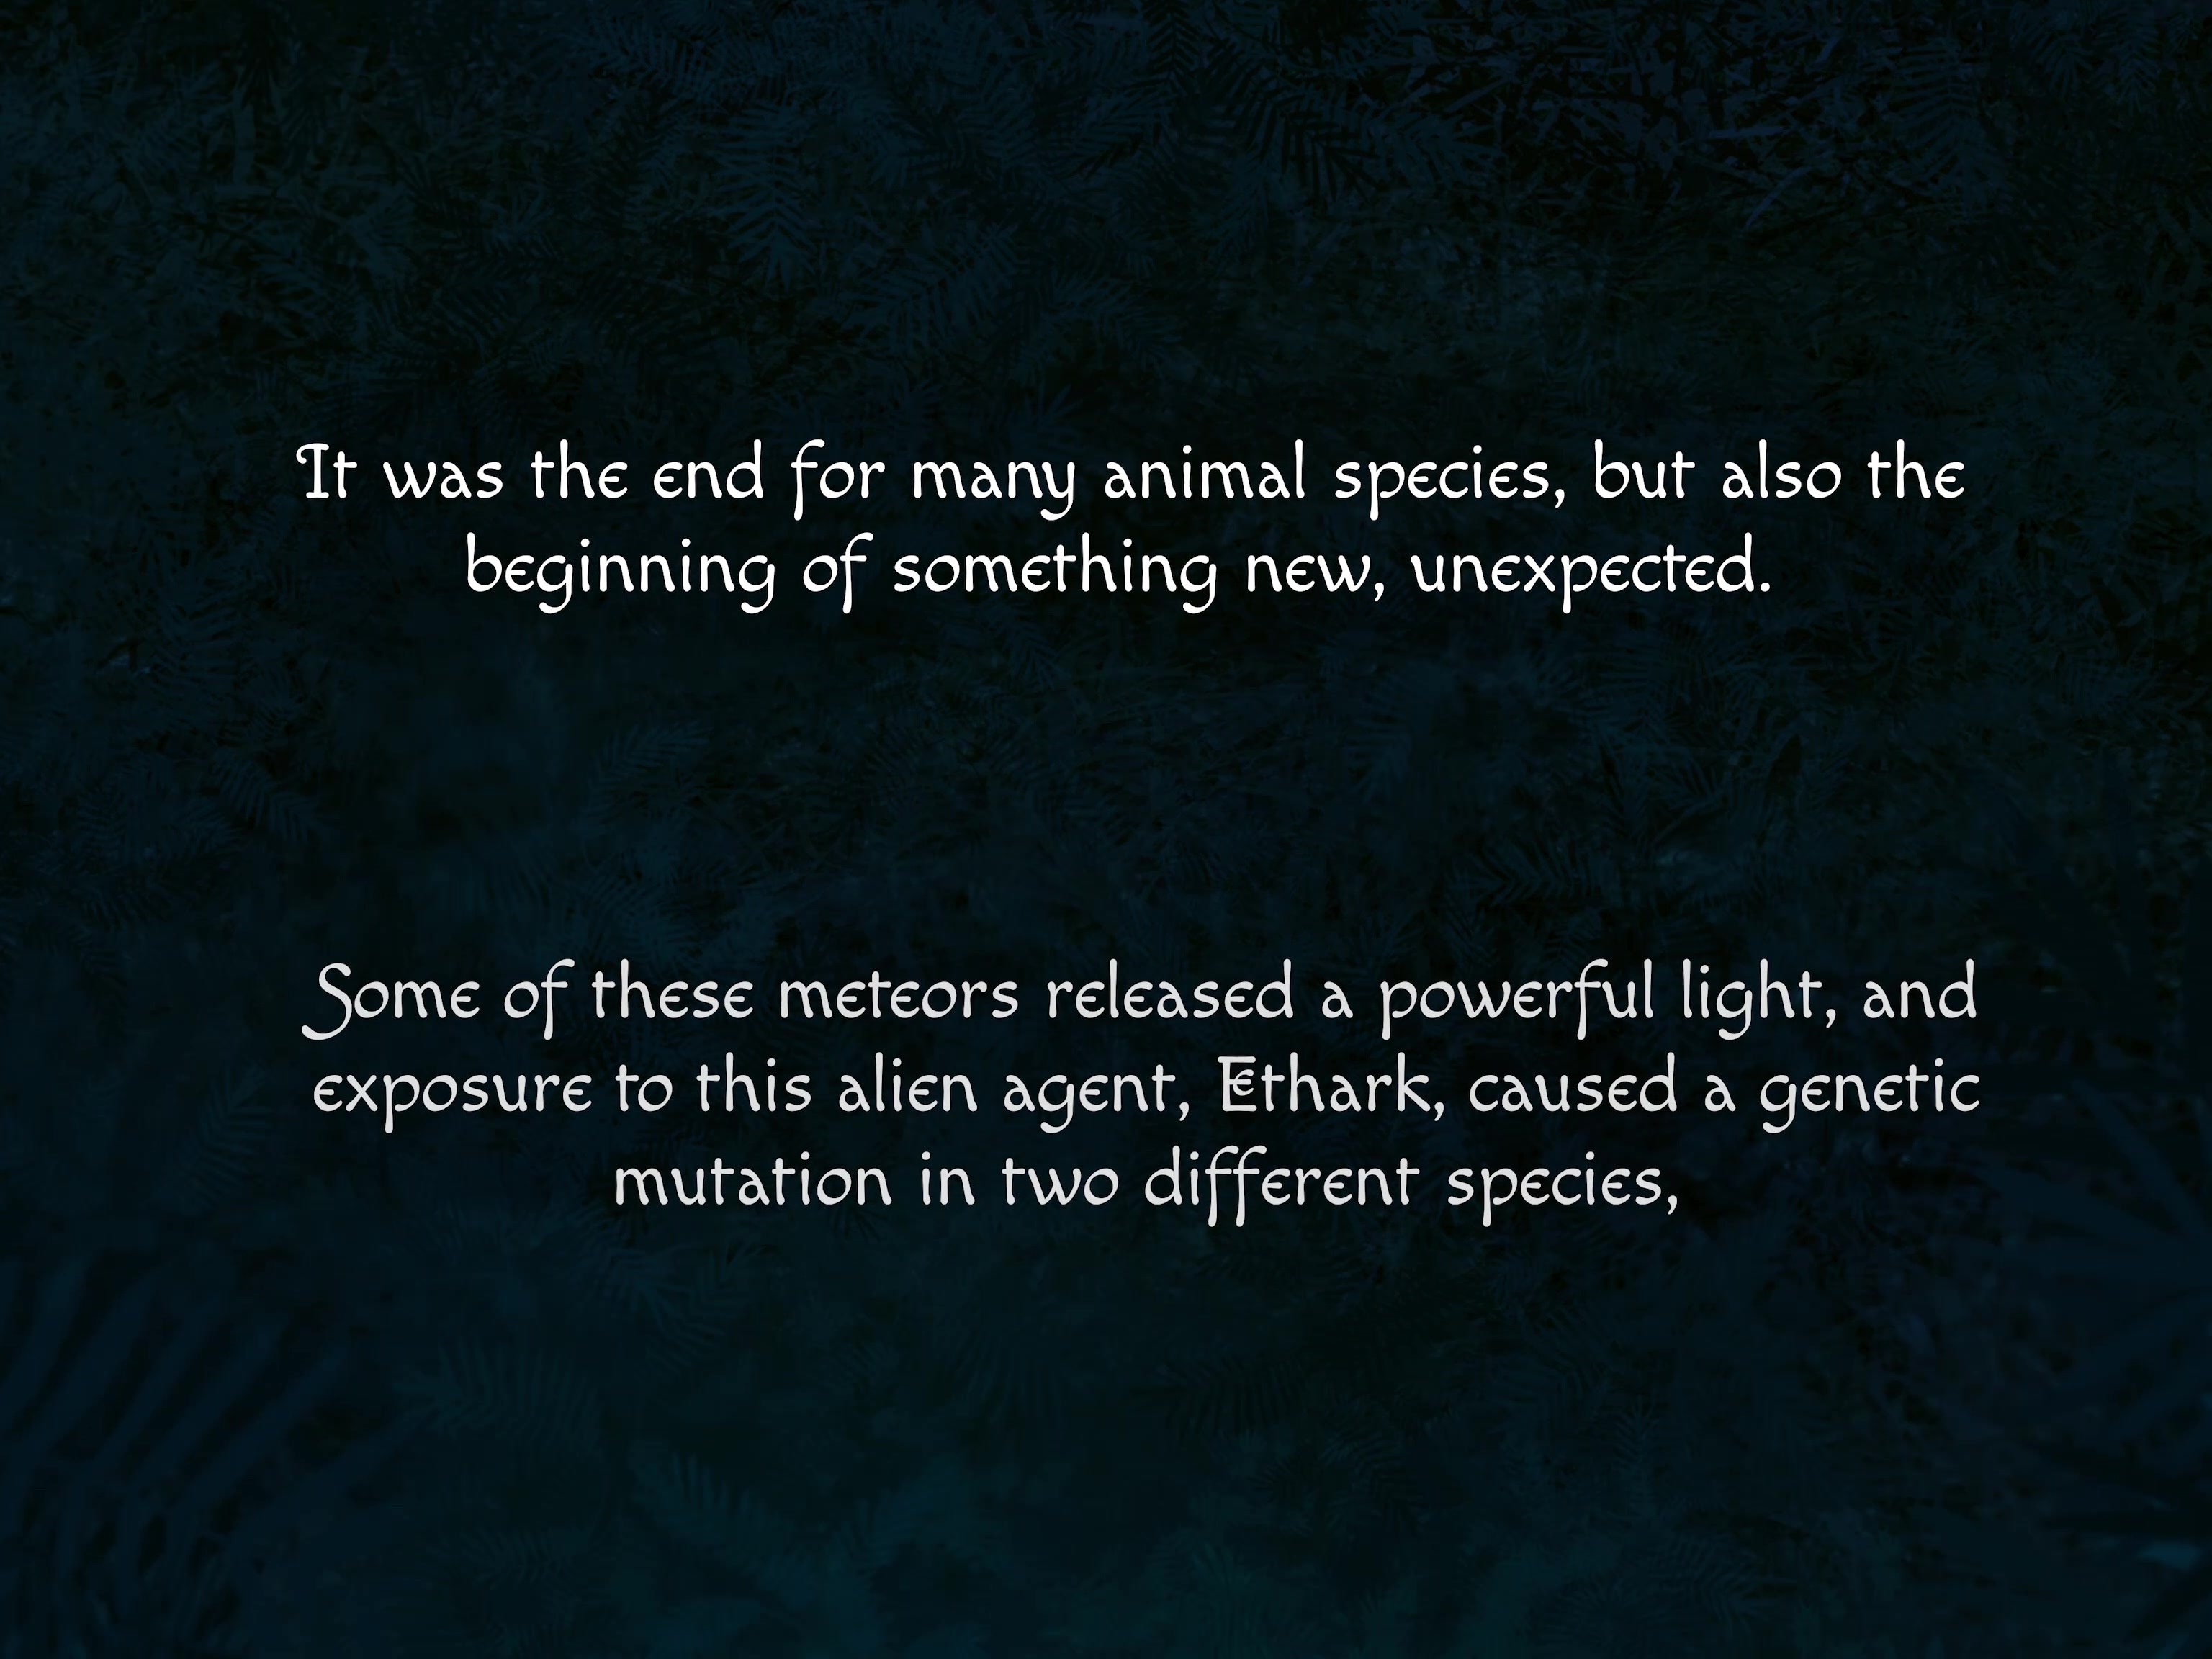 It was the end for many animal species, but also the
beginning of something new, unexpected.
Some of these meteors released a powerful light, and
exposure to this alien agent, Ethark, caused a genetic
mutation in two different species,